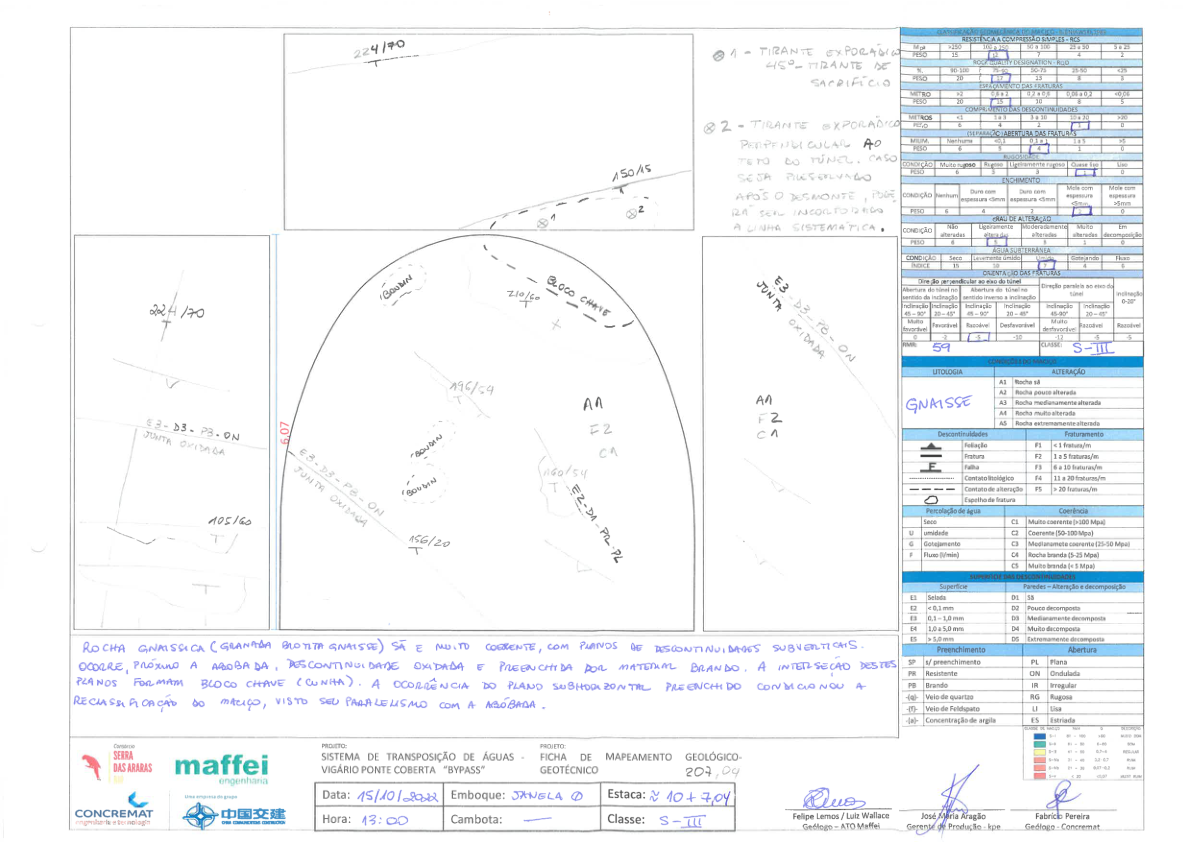 224/70
⊗ 1 - TIRANTE EXPORÁDICO
45º - TIRANTE DE
SACRIFÍCIO
⊗ 2 - TIRANTE EXPORÁDICO
PERPENDICULAR AO
TETO DO TÚNEL. CASO
SEJA PRESERVADO
APÓS O DESMONTE, PODE-
RÁ SER INCORPORADO
A LINHA SISTEMÁTICA.
150/15
⊗1
⊗2
224/70
E3-D3-PB-ON
JUNTA OXIDADA
105/60
6.07
BOUDIN
210/60
BLOCO CHAVE
196/54
A1
F2
C1
BOUDIN
BOUDIN
160/54
E2-D1-PR-PL
E3-D3-PB-ON
JUNTA OXIDADA
156/20
E3-D3-PB-ON
JUNTA OXIDADA
A1
F2
C1
RESISTÊNCIA A COMPRESSÃO SIMPLES - RCS
MPa >250 100 a 250 50 a 100 25 a 50 5 a 25
PESO 15 12 7 4 2
ROCK QUALITY DESIGNATION - RQD
% 90-100 75-90 50-75 25-50 <25
PESO 20 17 13 8 3
ESPAÇAMENTO DAS FRATURAS
METRO >2 0,6 a 2 0,2 a 0,6 0,06 a 0,2 <0,06
PESO 20 15 10 8 5
COMPRIMENTO DAS DESCONTINUIDADES
METROS <1 1 a 3 3 a 10 10 a 20 >20
PESO 6 4 2 1 0
(SEPARAÇÃO) ABERTURA DAS FRATURAS
MILIM. Nenhuma <0,1 0,1 a 1 1 a 5 >5
PESO 6 5 4 1 0
RUGOSIDADE
CONDIÇÃO Muito rugoso Rugoso Ligeiramente rugoso Quase liso Liso
PESO 6 5 3 1 0
ENCHIMENTO
CONDIÇÃO Nenhum Duro com espessura <5mm Duro com espessura <5mm Mole com espessura <5mm Mole com espessura >5mm
PESO 6 4 2 2 0
GRAU DE ALTERAÇÃO
CONDIÇÃO Não alteradas Ligeiramente alteradas Moderadamente alteradas Muito alteradas Em decomposição
PESO 6 5 3 1 0
ÁGUA SUBTERRÂNEA
CONDIÇÃO Seco Levemente úmido Úmido Gotejando Fluxo
ÍNDICE 15 10 7 4 0
ORIENTAÇÃO DAS FRATURAS
Direção perpendicular ao eixo do túnel
Direção paralela ao eixo do túnel
Inclinação 0-20°
Abertura do túnel no sentido da inclinação
Abertura do túnel no sentido inverso a inclinação
Inclinação 45 – 90° Inclinação 20 – 45° Inclinação 45 – 90° Inclinação 20 – 45° Inclinação 45-90° Inclinação 20 – 45°
Muito favorável Favorável Razoável Desfavorável Muito desfavorável Razoável Razoável
0 -2 -5 -10 -12 -5 -5
RMR: 59 CLASSE: S-III
LITOLOGIA ALTERAÇÃO
GNAISSE
A1 Rocha sã
A2 Rocha pouco alterada
A3 Rocha medianamente alterada
A4 Rocha muito alterada
A5 Rocha extremamente alterada
Descontinuidades Fraturamento
Foliação F1 < 1 fratura/m
Fratura F2 1 a 5 fraturas/m
F Falha F3 6 a 10 fraturas/m
Contato litológico F4 11 a 20 fraturas/m
Contato de alteração F5 > 20 fraturas/m
Espelho de fratura
Percolação de água Coerência
Seco C1 Muito coerente (>100 Mpa)
U umidade C2 Coerente (50-100 Mpa)
G Gotejamento C3 Medianamete coerente (25-50 Mpa)
F Fluxo (l/min) C4 Rocha branda (5-25 Mpa)
C5 Muito branda (< 5 Mpa)
SUPERFÍCIE DAS DESCONTINUIDADES
Superfície Paredes – Alteração e decomposição
E1 Selada D1 Sã
E2 < 0,1 mm D2 Pouco decomposta
E3 0,1 – 1,0 mm D3 Medianamente decomposta
E4 1,0 a 5,0 mm D4 Muito decomposta
E5 > 5,0 mm D5 Extremamente decomposta
Preenchimento Abertura
SP s/ preenchimento PL Plana
PR Resistente ON Ondulada
PB Brando IR Irregular
-(q)- Veio de quartzo RG Rugosa
-(f)- Veio de Feldspato LI Lisa
-(a)- Concentração de argila ES Estriada
ROCHA GNAISSICA (GRANADA BIOTITA GNAISSE) SÃ E MUITO COERENTE, COM PLANOS DE DESCONTINUIDADES SUBVERTICAIS.
OCORRE, PRÓXIMO A ABOBADA, DESCONTINUIDADE OXIDADA E PREENCHIDA POR MATERIAL BRANDO. A INTERSEÇÃO DESTES
PLANOS FORMAM BLOCO CHAVE (CUNHA). A OCORRÊNCIA DO PLANO SUBHORIZONTAL PREENCHIDO CONDICIONOU A
RECLASSIFICAÇÃO DO MACIÇO, VISTO SEU PARALELISMO COM A ABÓBADA.
Consórcio
SERRA
DAS ARARAS
maffei
engenharia
CONCREMAT
engenharia e tecnologia
Uma empresa do grupo
中国交建
CHINA COMMUNICATIONS CONSTRUCTION
PROJETO:
SISTEMA DE TRANSPOSIÇÃO DE ÁGUAS -
VIGÁRIO PONTE COBERTA "BYPASS"
PROJETO:
FICHA DE MAPEAMENTO GEOLÓGICO-
GEOTÉCNICO
207,04
Data: 15/10/2022 Emboque: JANELA 0 Estaca: ≈ 10+7,04
Hora: 13:00 Cambota: — Classe: S-III
Felipe Lemos / Luiz Wallace
Geólogo – ATO Maffei
José Maria Aragão
Gerente de Produção - kpe
Fabrício Pereira
Geólogo - Concremat